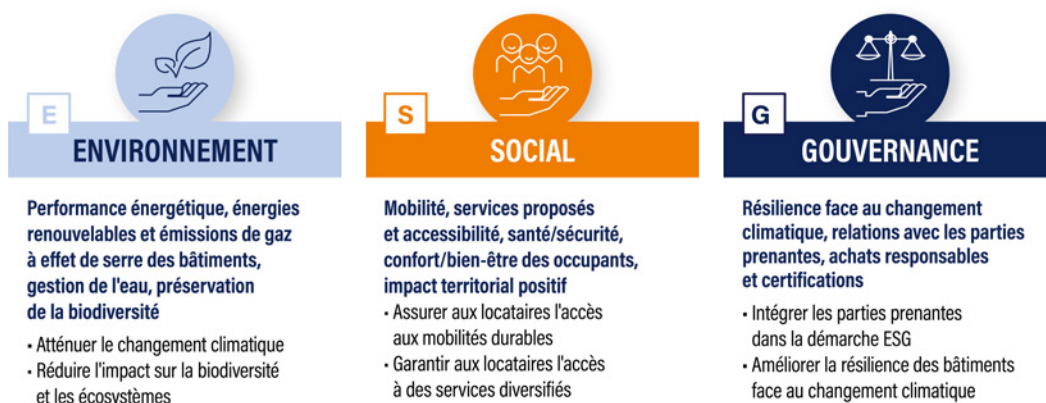 E
ENVIRONNEMENT
Performance énergétique, énergies
renouvelables et émissions de gaz
à effet de serre des bâtiments,
gestion de l'eau, préservation
de la biodiversité
• Atténuer le changement climatique
• Réduire l'impact sur la biodiversité
et les écosystèmes
S
SOCIAL
Mobilité, services proposés
et accessibilité, santé/sécurité,
confort/bien-être des occupants,
impact territorial positif
• Assurer aux locataires l'accès
aux mobilités durables
• Garantir aux locataires l'accès
à des services diversifiés
G
GOUVERNANCE
Résilience face au changement
climatique, relations avec les parties
prenantes, achats responsables
et certifications
• Intégrer les parties prenantes
dans la démarche ESG
• Améliorer la résilience des bâtiments
face au changement climatique